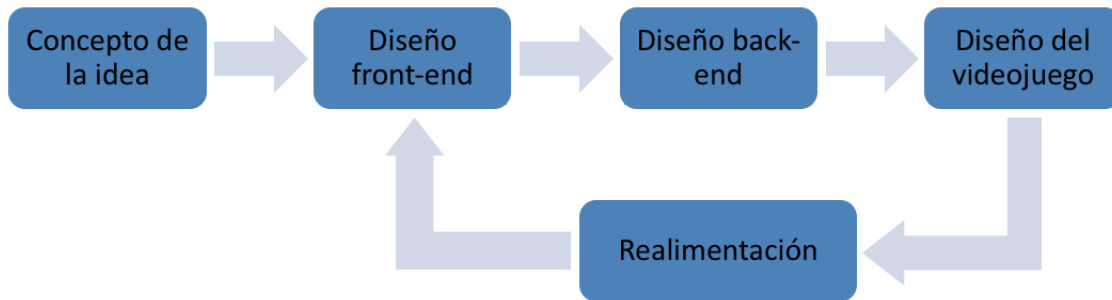 Concepto de
la idea
Diseño
front-end
Diseño back-
end
Diseño del
videojuego
Realimentación